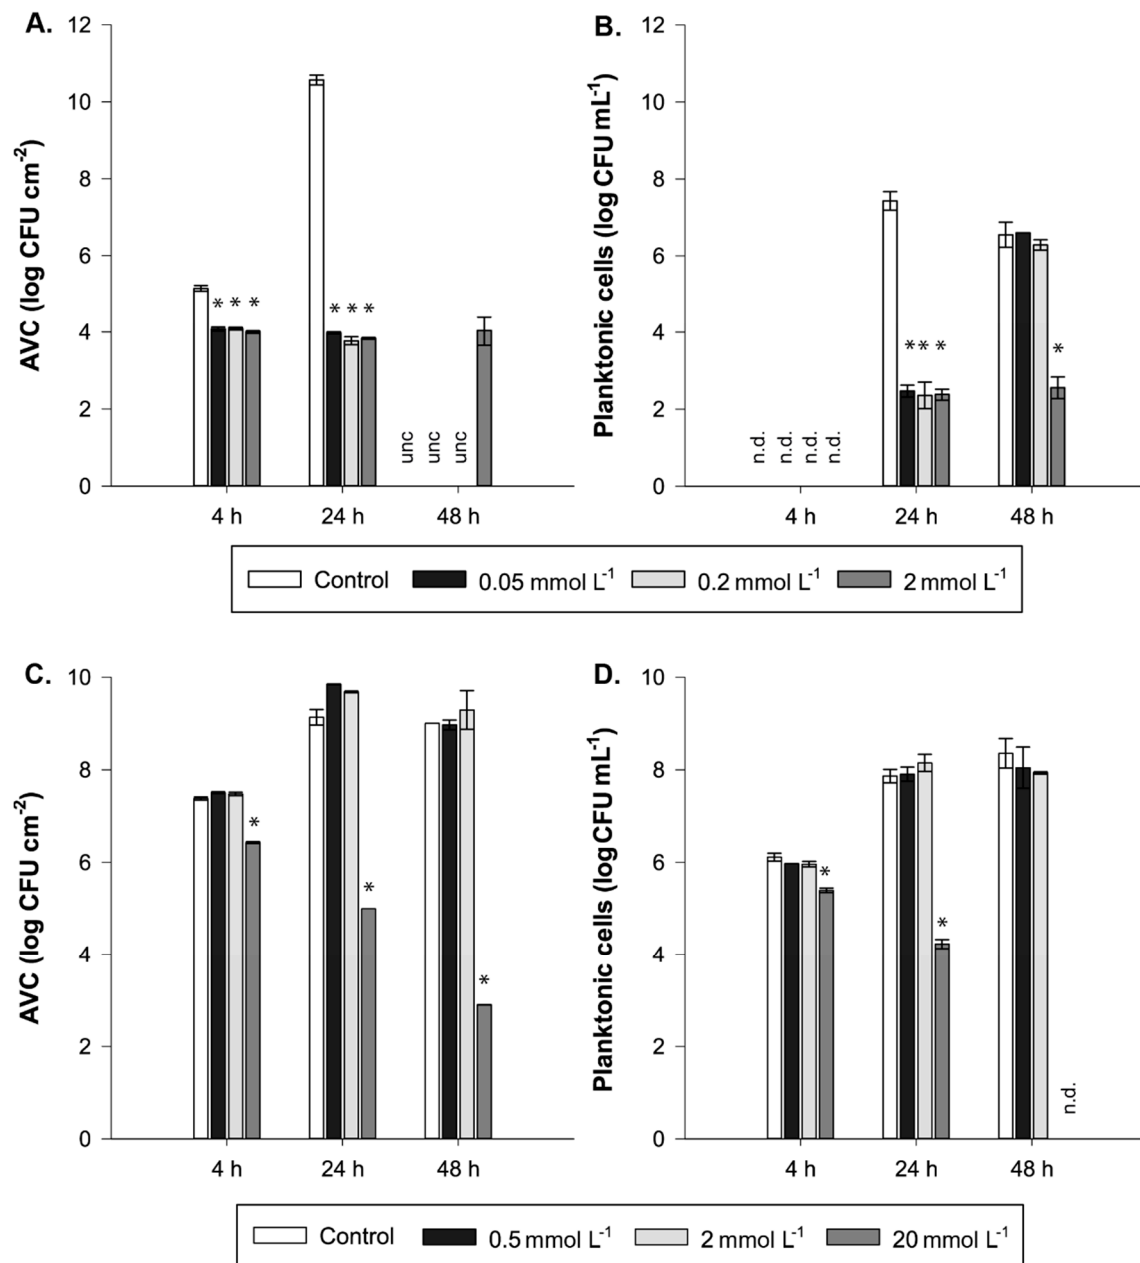 A.
AVC (log CFU cm-2)
12
10
8
6
4
2
0
* * *
* * *
unc unc unc
4 h 24 h 48 h
B.
Planktonic cells (log CFU mL-1)
12
10
8
6
4
2
0
n.d. n.d. n.d. n.d.
* * *
*
4 h 24 h 48 h
Control 0.05 mmol L-1 0.2 mmol L-1 2 mmol L-1
C.
AVC (log CFU cm-2)
10
8
6
4
2
0
*
*
*
4 h 24 h 48 h
D.
Planktonic cells (log CFU mL-1)
10
8
6
4
2
0
*
*
n.d.
4 h 24 h 48 h
Control 0.5 mmol L-1 2 mmol L-1 20 mmol L-1